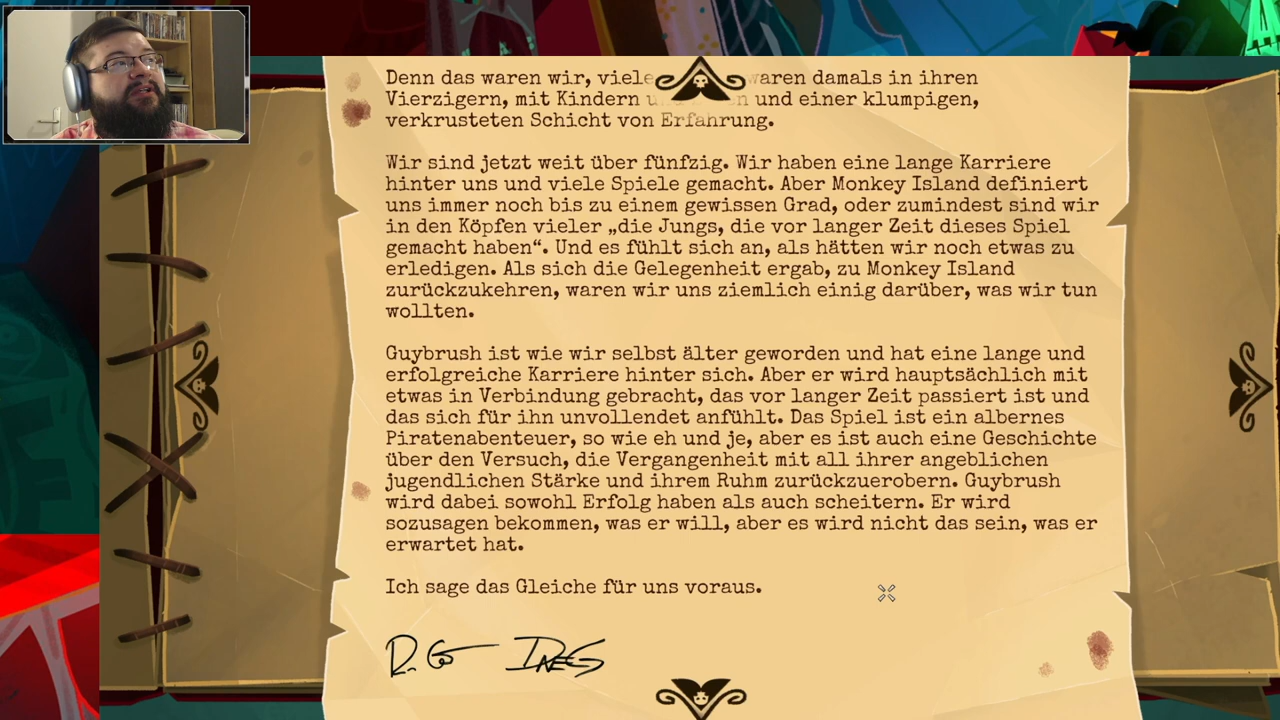 Denn das waren wir, viele waren damals in ihren
Vierzigern, mit Kindern und einer klumpigen,
verkrusteten Schicht von Erfahrung.
Wir sind jetzt weit über fünfzig. Wir haben eine lange Karriere
hinter uns und viele Spiele gemacht. Aber Monkey Island definiert
uns immer noch bis zu einem gewissen Grad, oder zumindest sind wir
in den Köpfen vieler „die Jungs, die vor langer Zeit dieses Spiel
gemacht haben“. Und es fühlt sich an, als hätten wir noch etwas zu
erledigen. Als sich die Gelegenheit ergab, zu Monkey Island
zurückzukehren, waren wir uns ziemlich einig darüber, was wir tun
wollten.
Guybrush ist wie wir selbst älter geworden und hat eine lange und
erfolgreiche Karriere hinter sich. Aber er wird hauptsächlich mit
etwas in Verbindung gebracht, das vor langer Zeit passiert ist und
das sich für ihn unvollendet anfühlt. Das Spiel ist ein albernes
Piratenabenteuer, so wie eh und je, aber es ist auch eine Geschichte
über den Versuch, die Vergangenheit mit all ihrer angeblichen
jugendlichen Stärke und ihrem Ruhm zurückzuerobern. Guybrush
wird dabei sowohl Erfolg haben als auch scheitern. Er wird
sozusagen bekommen, was er will, aber es wird nicht das sein, was er
erwartet hat.
Ich sage das Gleiche für uns voraus.